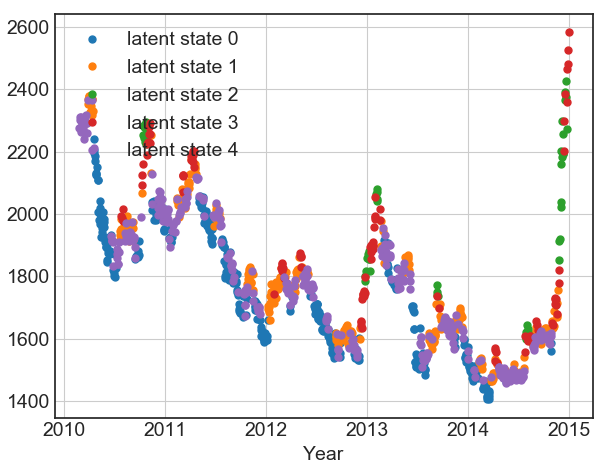 2600
2400
2200
2000
1800
1600
1400
latent state 0
latent state 1
latent state 2
latent state 3
latent state 4
2010 2011 2012 2013 2014 2015
Year